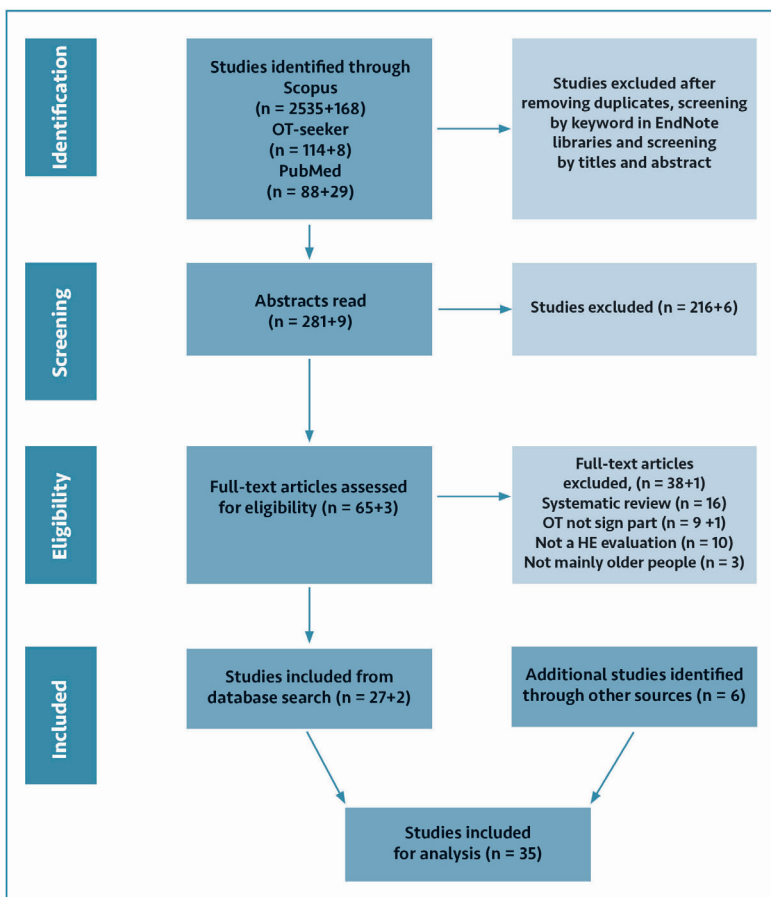 Identification
Studies identified through
Scopus
(n = 2535+168)
OT-seeker
(n = 114+8)
PubMed
(n = 88+29)
Studies excluded after
removing duplicates, screening
by keyword in EndNote
libraries and screening
by titles and abstract
Screening
Abstracts read
(n = 281+9)
Studies excluded (n = 216+6)
Eligibility
Full-text articles assessed
for eligibility (n = 65+3)
Full-text articles
excluded, (n = 38+1)
Systematic review (n = 16)
OT not sign part (n = 9 +1)
Not a HE evaluation (n = 10)
Not mainly older people (n = 3)
Included
Studies included from
database search (n = 27+2)
Additional studies identified
through other sources (n = 6)
Studies included
for analysis (n = 35)